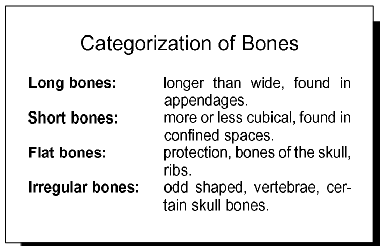 Categorization of Bones
Long bones: longer than wide, found in
appendages.
Short bones: more or less cubical, found in
confined spaces.
Flat bones: protection, bones of the skull,
ribs.
Irregular bones: odd shaped, vertebrae, cer-
tain skull bones.